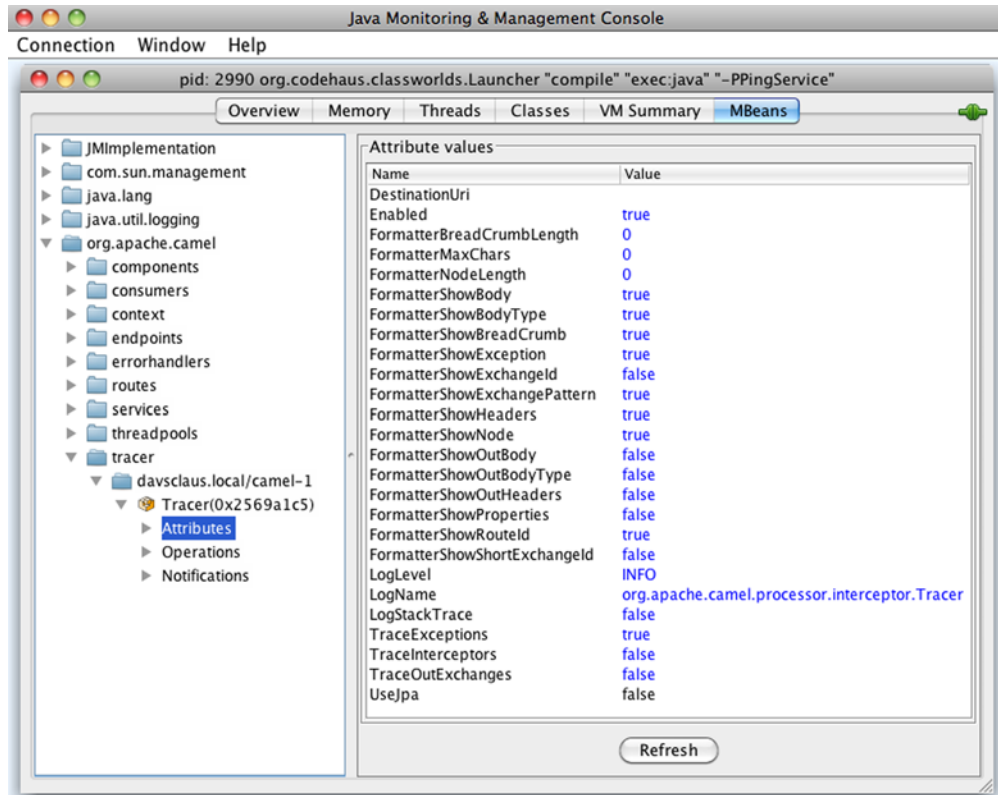 Java Monitoring & Management Console
Connection Window Help
pid: 2990 org.codehaus.classworlds.Launcher "compile" "exec:java" "-PPingService"
Overview Memory Threads Classes VM Summary MBeans
JMImplementation
com.sun.management
java.lang
java.util.logging
org.apache.camel
components
consumers
context
endpoints
errorhandlers
routes
services
threadpools
tracer
davsclaus.local/camel-1
Tracer(0x2569a1c5)
Attributes
Operations
Notifications
Attribute values
Name Value
DestinationUri
Enabled true
FormatterBreadCrumbLength 0
FormatterMaxChars 0
FormatterNodeLength 0
FormatterShowBody true
FormatterShowBodyType true
FormatterShowBreadCrumb true
FormatterShowException true
FormatterShowExchangeId false
FormatterShowExchangePattern true
FormatterShowHeaders true
FormatterShowNode true
FormatterShowOutBody false
FormatterShowOutBodyType false
FormatterShowOutHeaders false
FormatterShowProperties false
FormatterShowRouteId true
FormatterShowShortExchangeId false
LogLevel INFO
LogName org.apache.camel.processor.interceptor.Tracer
LogStackTrace false
TraceExceptions true
TraceInterceptors false
TraceOutExchanges false
UseJpa false
Refresh